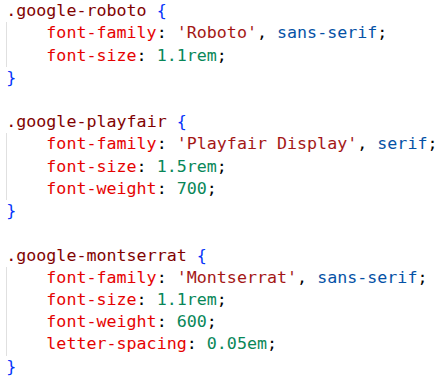 .google-roboto {
    font-family: 'Roboto', sans-serif;
    font-size: 1.1rem;
}

.google-playfair {
    font-family: 'Playfair Display', serif;
    font-size: 1.5rem;
    font-weight: 700;
}

.google-montserrat {
    font-family: 'Montserrat', sans-serif;
    font-size: 1.1rem;
    font-weight: 600;
    letter-spacing: 0.05em;
}